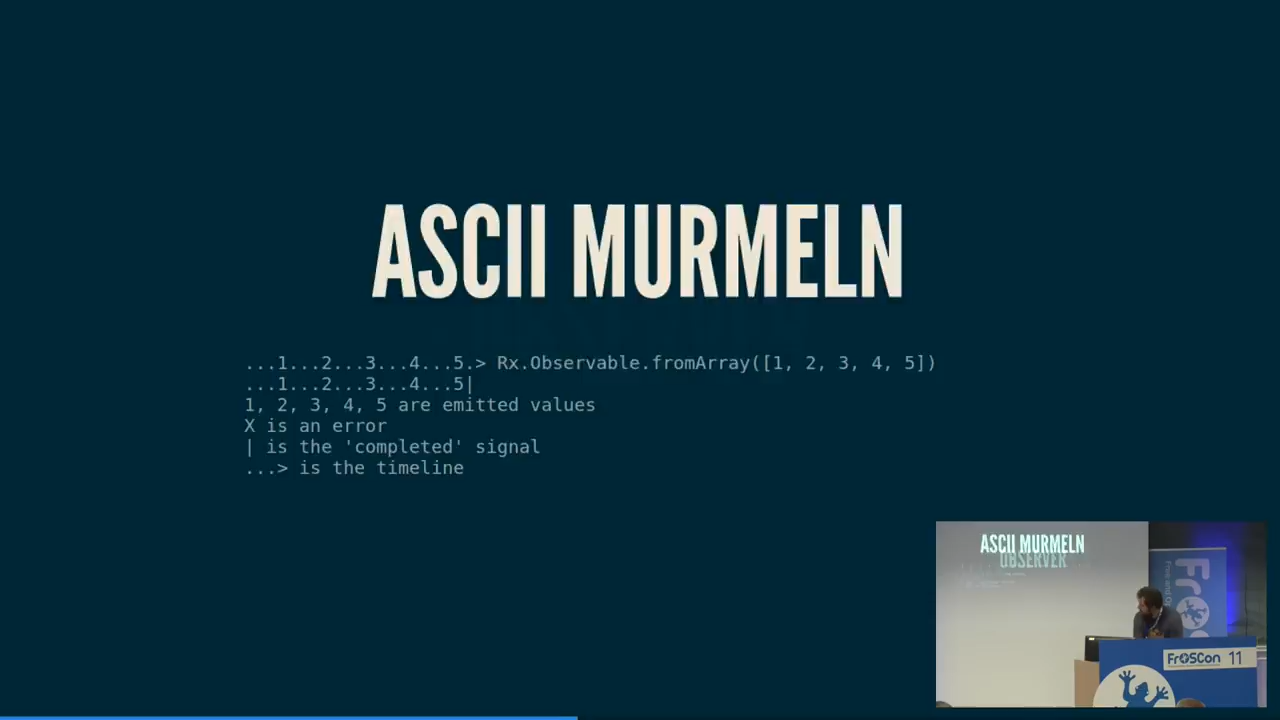 ASCII MURMELN
...1...2...3...4...5.> Rx.Observable.fromArray([1, 2, 3, 4, 5])
...1...2...3...4...5|
1, 2, 3, 4, 5 are emitted values
X is an error
| is the 'completed' signal
...> is the timeline
ASCII MURMELN
OBSERVER
FrOSCon 11